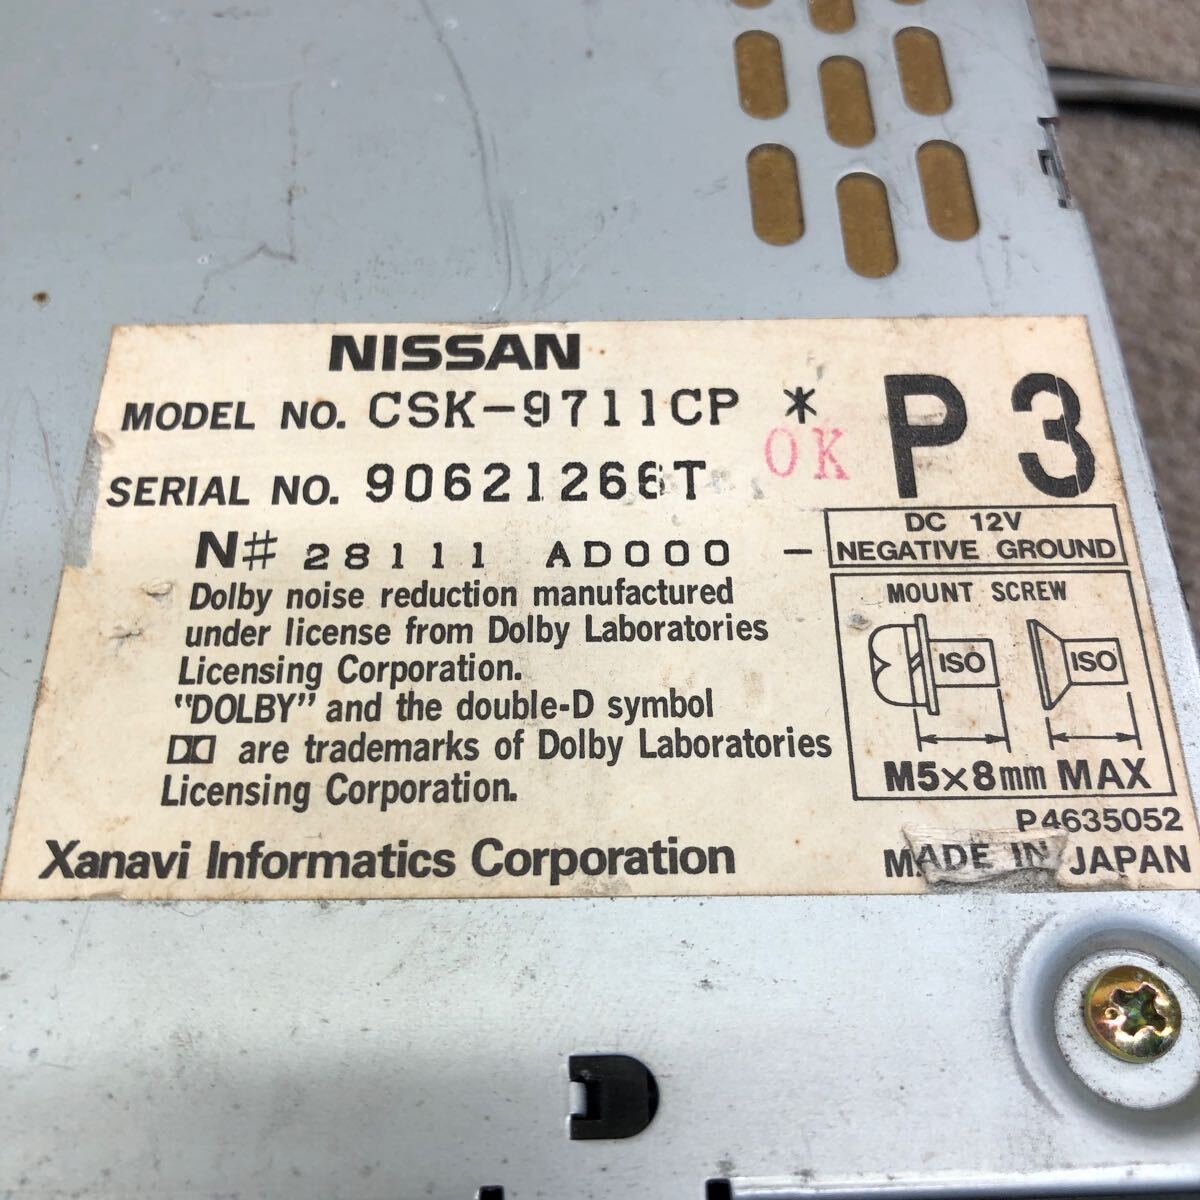 NISSAN
MODEL NO. CSK-9711CP *
OK
P3
SERIAL NO. 90621266T
N# 28111 AD000 -
DC 12V
NEGATIVE GROUND
Dolby noise reduction manufactured
under license from Dolby Laboratories
Licensing Corporation.
"DOLBY" and the double-D symbol
are trademarks of Dolby Laboratories
Licensing Corporation.
MOUNT SCREW
ISO
ISO
M5×8mm MAX
P4635052
Xanavi Informatics Corporation
MADE IN JAPAN